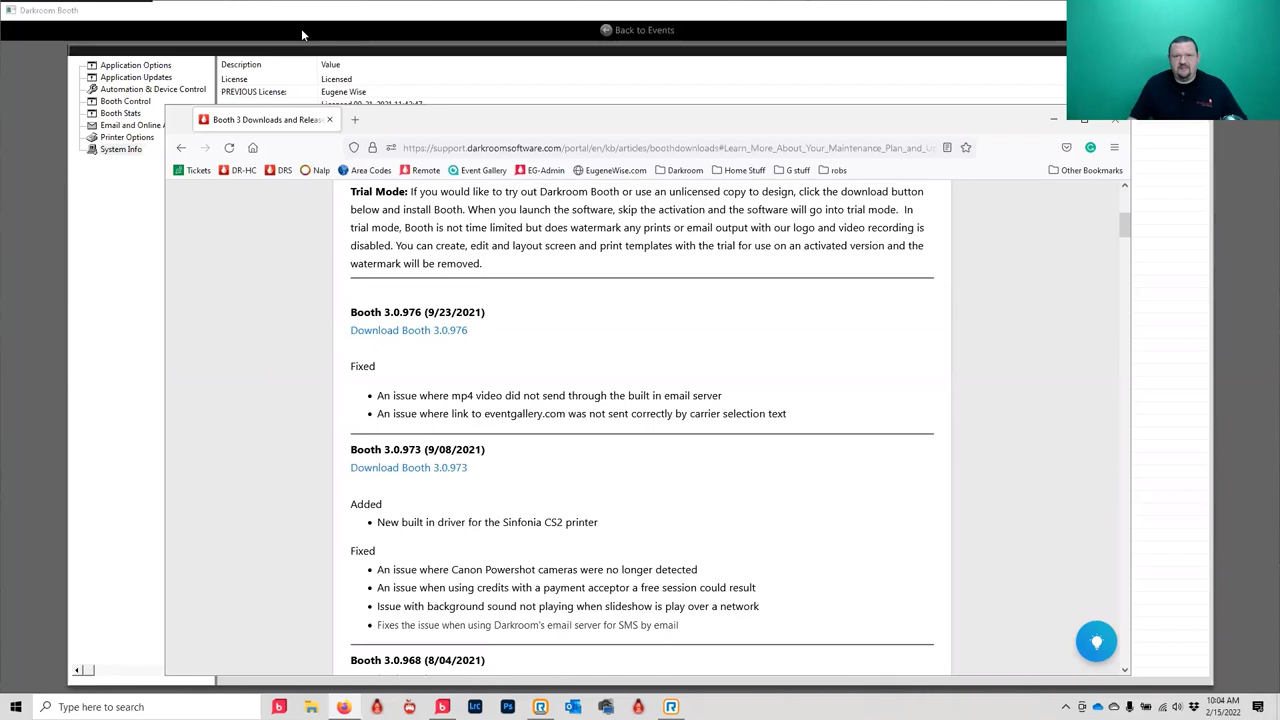 Darkroom Booth
Back to Events
Application Options
Application Updates
Automation & Device Control
Booth Control
Booth Stats
Email and Online
Printer Options
System Info
Description Value
License Licensed
PREVIOUS License: Eugene Wise
Booth 3 Downloads and Releas
https://support.darkroomsoftware.com/portal/en/kb/articles/boothdownloads#Learn_More_About_Your_Maintenance_Plan_and_U
Tickets DR-HC DRS Nalp Area Codes Remote Event Gallery EG-Admin EugeneWise.com Darkroom Home Stuff G stuff robs Other Bookmarks
Trial Mode: If you would like to try out Darkroom Booth or use an unlicensed copy to design, click the download button
below and install Booth. When you launch the software, skip the activation and the software will go into trial mode. In
trial mode, Booth is not time limited but does watermark any prints or email output with our logo and video recording is
disabled. You can create, edit and layout screen and print templates with the trial for use on an activated version and the
watermark will be removed.
Booth 3.0.976 (9/23/2021)
Download Booth 3.0.976
Fixed
• An issue where mp4 video did not send through the built in email server
• An issue where link to eventgallery.com was not sent correctly by carrier selection text
Booth 3.0.973 (9/08/2021)
Download Booth 3.0.973
Added
• New built in driver for the Sinfonia CS2 printer
Fixed
• An issue where Canon Powershot cameras were no longer detected
• An issue when using credits with a payment acceptor a free session could result
• Issue with background sound not playing when slideshow is play over a network
• Fixes the issue when using Darkroom's email server for SMS by email
Booth 3.0.968 (8/04/2021)
Type here to search
10:04 AM
2/15/2022